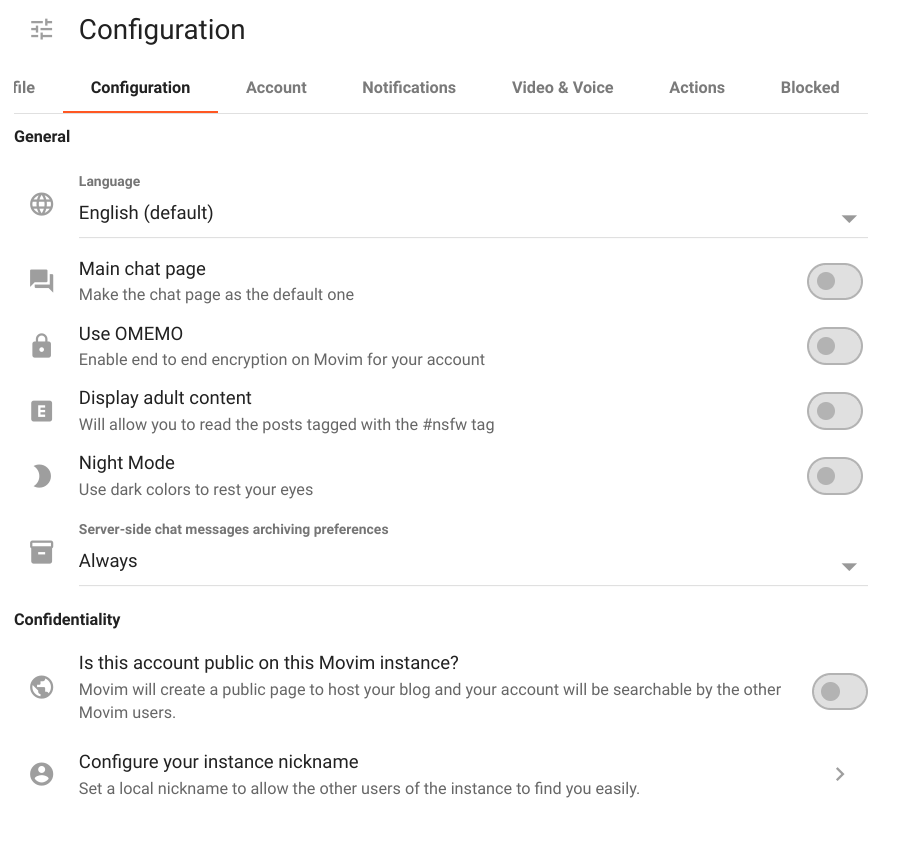 Configuration
file
Configuration
Account
Notifications
Video & Voice
Actions
Blocked
General
Language
English (default)
Main chat page
Make the chat page as the default one
Use OMEMO
Enable end to end encryption on Movim for your account
E
Display adult content
Will allow you to read the posts tagged with the #nsfw tag
Night Mode
Use dark colors to rest your eyes
Server-side chat messages archiving preferences
Always
Confidentiality
Is this account public on this Movim instance?
Movim will create a public page to host your blog and your account will be searchable by the other
Movim users.
Configure your instance nickname
Set a local nickname to allow the other users of the instance to find you easily.